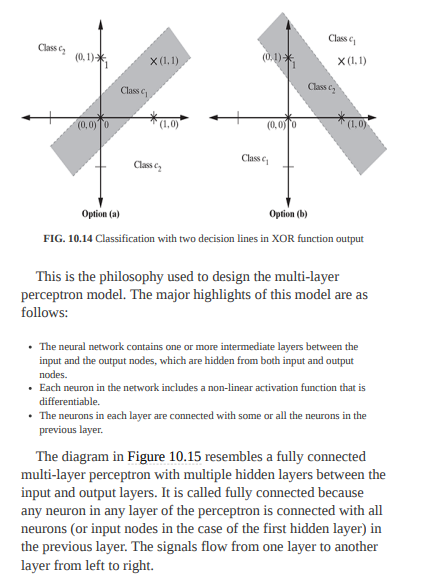 Class c₂
(0, 1)
1
(1, 1)
Class c₁
(0, 0) 0
(1, 0)
Class c₂
Option (a)
Class c₁
(0, 1)
1
(1, 1)
Class c₂
(0, 0) 0
(1, 0)
Class c₁
Option (b)
FIG. 10.14 Classification with two decision lines in XOR function output
This is the philosophy used to design the multi-layer
perceptron model. The major highlights of this model are as
follows:
• The neural network contains one or more intermediate layers between the
input and the output nodes, which are hidden from both input and output
nodes.
• Each neuron in the network includes a non-linear activation function that is
differentiable.
• The neurons in each layer are connected with some or all the neurons in the
previous layer.
The diagram in Figure 10.15 resembles a fully connected
multi-layer perceptron with multiple hidden layers between the
input and output layers. It is called fully connected because
any neuron in any layer of the perceptron is connected with all
neurons (or input nodes in the case of the first hidden layer) in
the previous layer. The signals flow from one layer to another
layer from left to right.